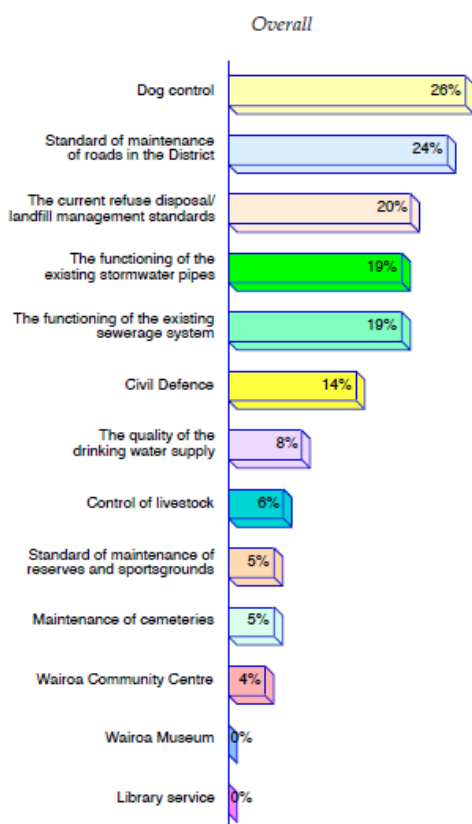 Overall
Dog control
26%
Standard of maintenance
of roads in the District
24%
The current refuse disposal/
landfill management standards
20%
The functioning of the
existing stormwater pipes
19%
The functioning of the existing
sewerage system
19%
Civil Defence
14%
The quality of the
drinking water supply
8%
Control of livestock
6%
Standard of maintenance of
reserves and sportsgrounds
5%
Maintenance of cemeteries
5%
Wairoa Community Centre
4%
Wairoa Museum
0%
Library service
0%